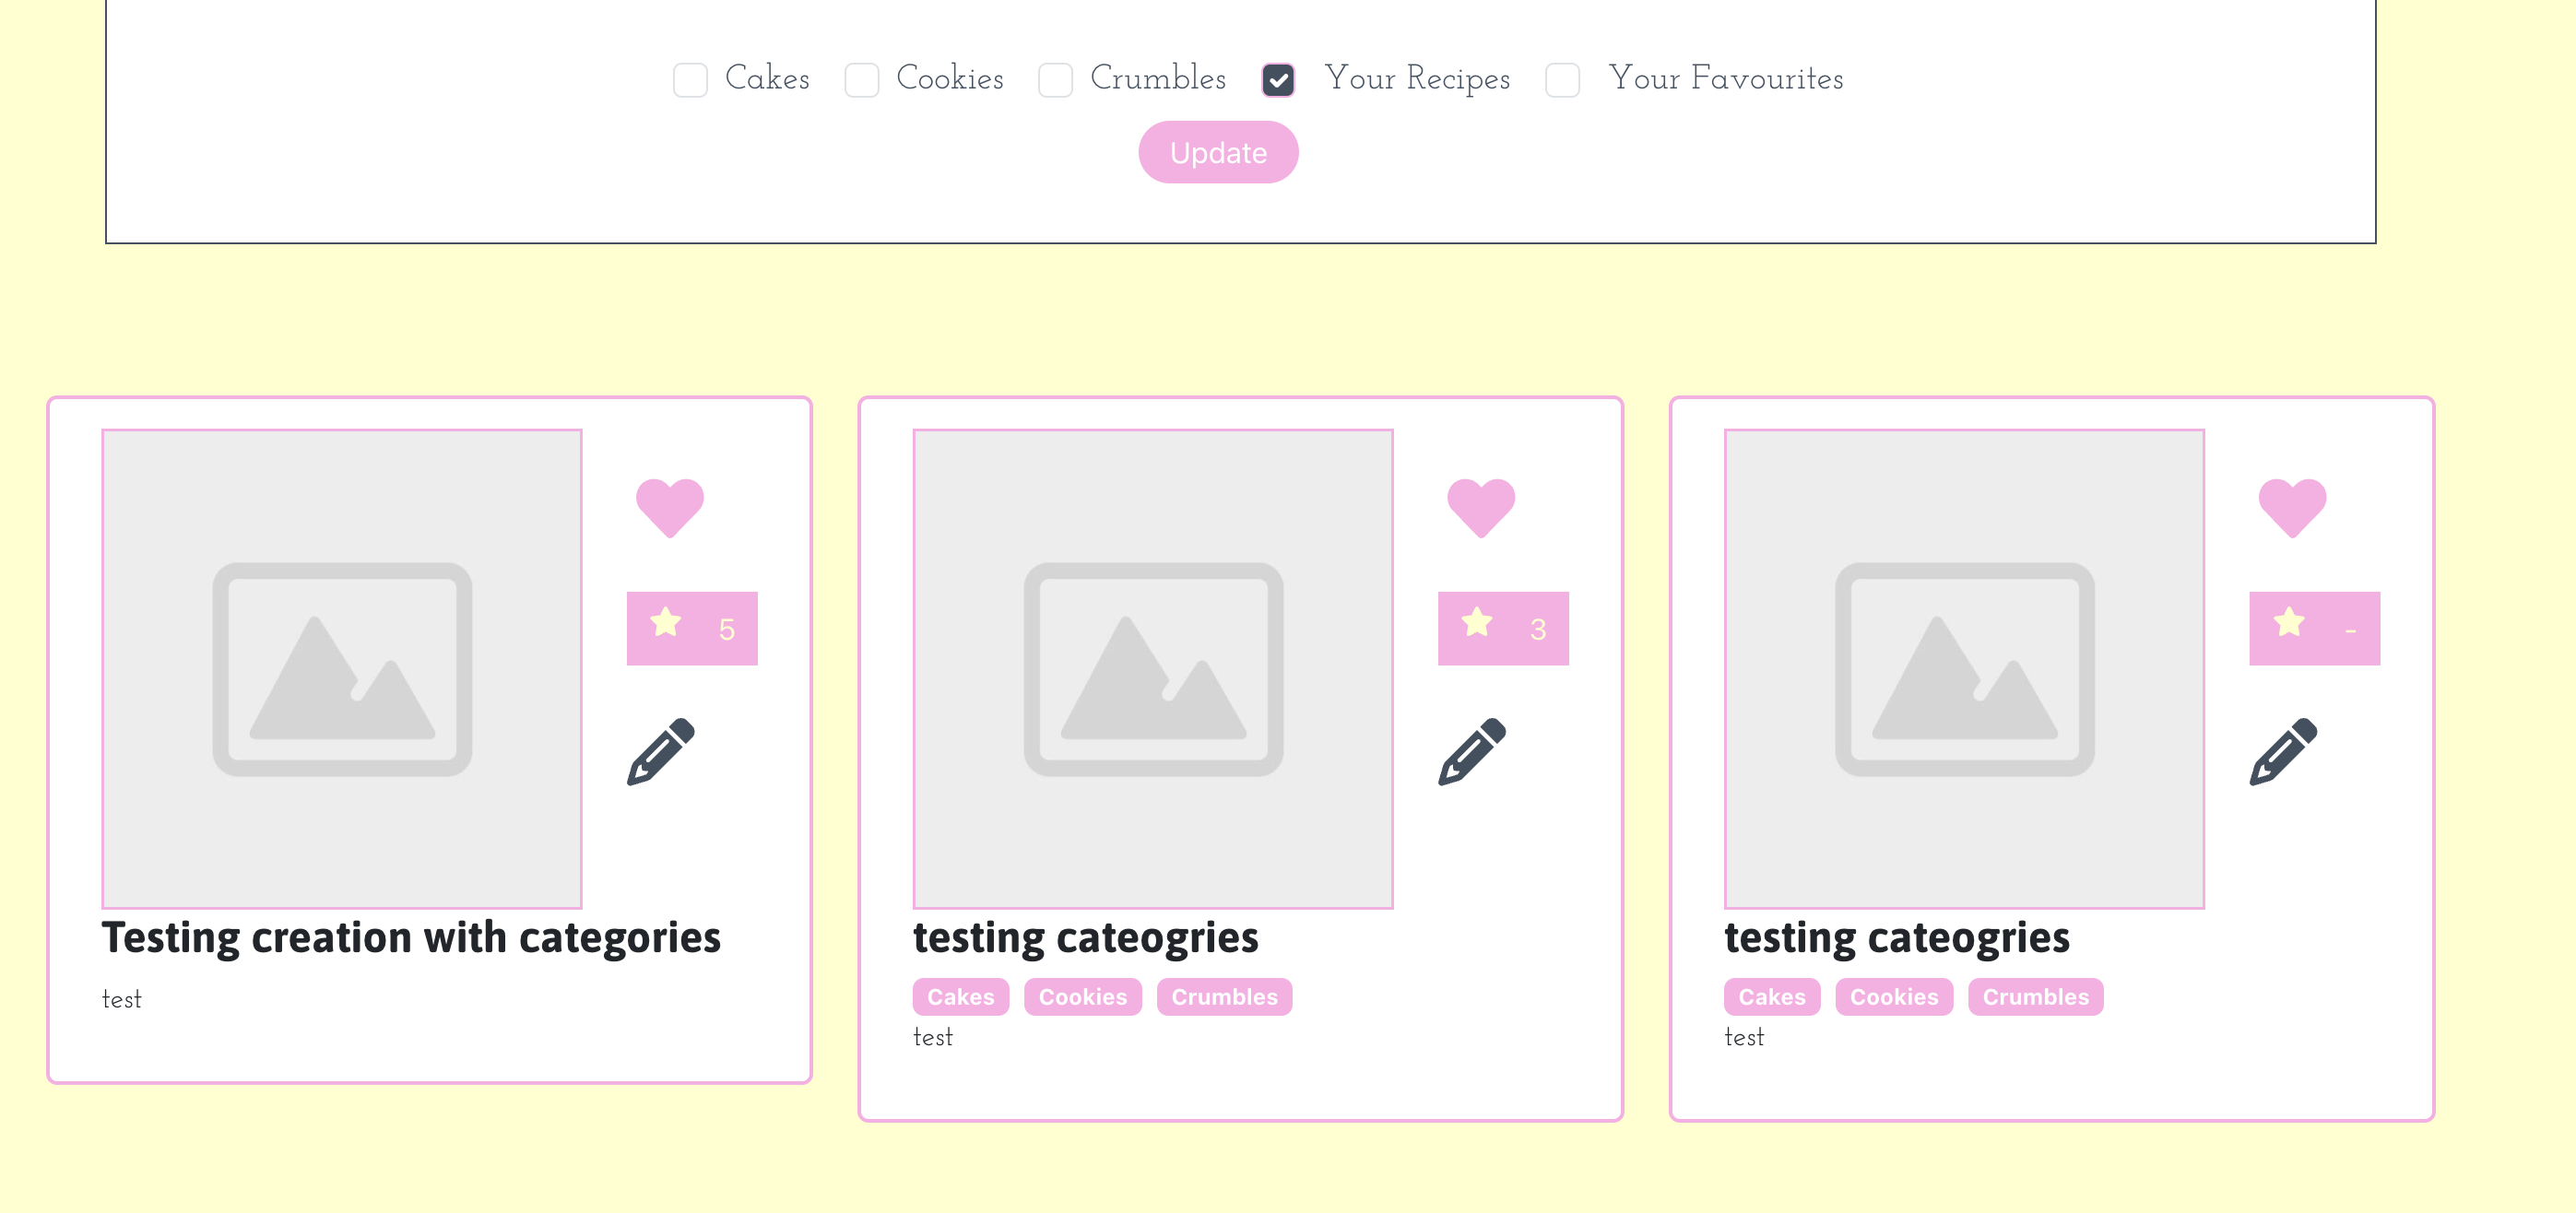 Cakes Cookies Crumbles Your Recipes Your Favourites
Update
5
Testing creation with categories
test
3
testing cateogries
Cakes Cookies Crumbles
test
-
testing cateogries
Cakes Cookies Crumbles
test